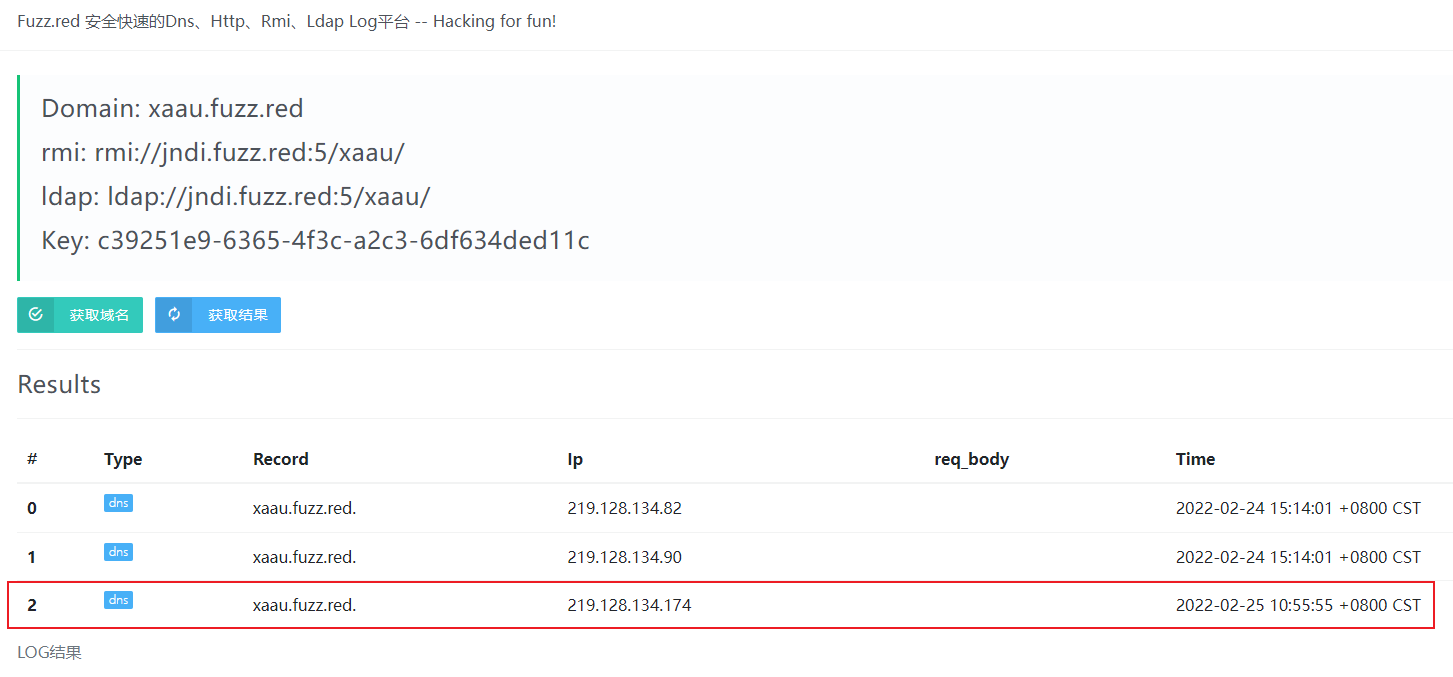 Fuzz.red 安全快速的Dns、Http、Rmi、Ldap Log平台 -- Hacking for fun!
Domain: xaau.fuzz.red
rmi: rmi://jndi.fuzz.red:5/xaau/
ldap: ldap://jndi.fuzz.red:5/xaau/
Key: c39251e9-6365-4f3c-a2c3-6df634ded11c
获取域名 获取结果
Results
# Type Record Ip req_body Time
0 dns xaau.fuzz.red. 219.128.134.82 2022-02-24 15:14:01 +0800 CST
1 dns xaau.fuzz.red. 219.128.134.90 2022-02-24 15:14:01 +0800 CST
2 dns xaau.fuzz.red. 219.128.134.174 2022-02-25 10:55:55 +0800 CST
LOG结果